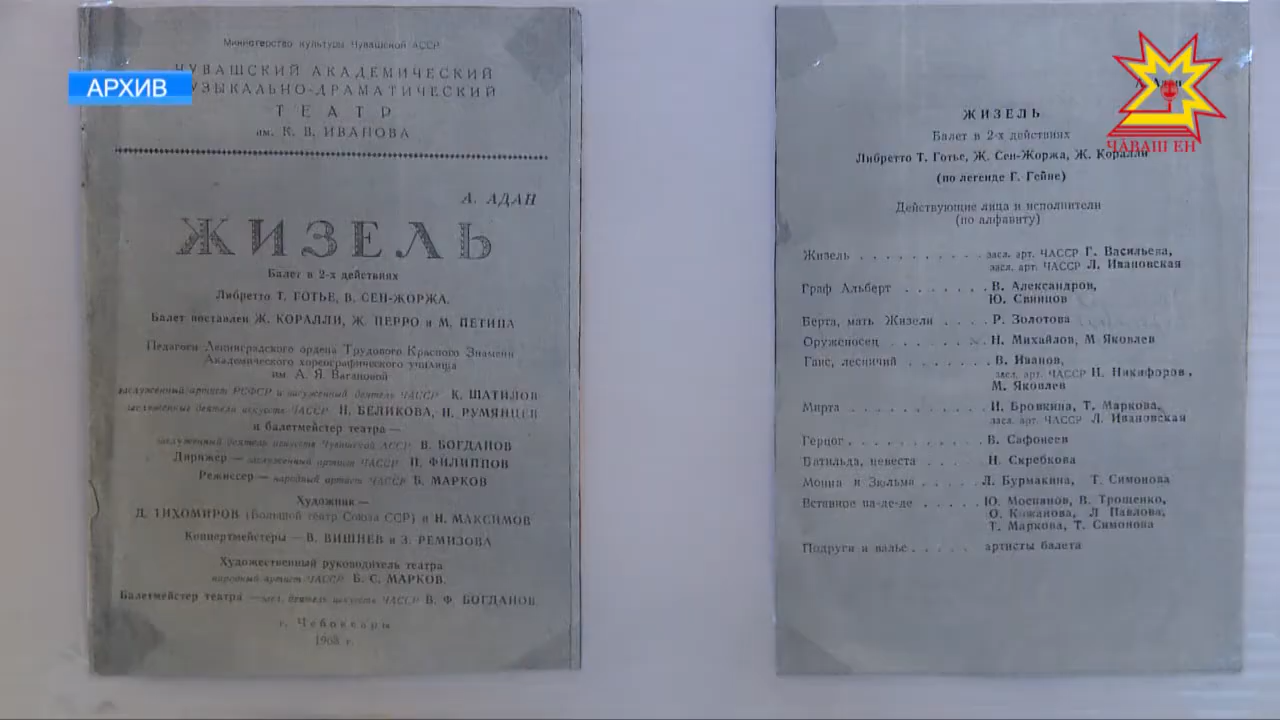 АРХИВ
Министерство культуры Чувашской АССР
ЧУВАШСКИЙ АКАДЕМИЧЕСКИЙ
МУЗЫКАЛЬНО-ДРАМАТИЧЕСКИЙ
ТЕАТР
им. К. В. ИВАНОВА
А. АДАН
ЖИЗЕЛЬ
Балет в 2-х действиях
Либретто Т. ГОТЬЕ, В. СЕН-ЖОРЖА.
Балет поставлен Ж. КОРАЛЛИ, Ж. ПЕРРО и М. ПЕТИПА
Педагоги Ленинградского ордена Трудового Красного Знамени
Академического хореографического училища
им. А. Я. Вагановой
заслуженный артист РСФСР и заслуженный деятель ЧАССР К. ШАТИЛОВ
заслуженные деятели искусств ЧАССР Н. БЕЛИКОВА, Н. РУМЯНЦЕВ
и балетмейстер театра —
заслуженный деятель искусств Чувашской АССР В. БОГДАНОВ
Дирижер — заслуженный артист ЧАССР П. ФИЛИППОВ
Режиссер — народный артист ЧАССР Б. МАРКОВ
Художник —
Д. ТИХОМИРОВ (Большой театр Союза ССР) и Н. МАКСИМОВ
Концертмейстеры — В. ВИШНЕВ и З. РЕМИЗОВА
Художественный руководитель театра
народный артист ЧАССР Б. С. МАРКОВ.
Балетмейстер театра — засл. деятель искусств ЧАССР В. Ф. БОГДАНОВ.
г. Чебоксары
1968 г.
ЧӐВАШ ЕН
ЖИЗЕЛЬ
Балет в 2-х действиях
Либретто Т. Готье, Ж. Сен-Жоржа, Ж. Коралли
(по легенде Г. Гейне)
Действующие лица и исполнители
(по алфавиту)
Жизель . . . . . . . . . . засл. арт. ЧАССР Г. Васильева,
засл. арт. ЧАССР Л. Ивановская
Граф Альберт . . . . . . . В. Александров,
Ю. Свинцов
Берта, мать Жизели . . . . Р. Золотова
Оруженосец . . . . . . . . Н. Михайлов, М Яковлев
Ганс, лесничий . . . . . . . В. Иванов,
засл. арт. ЧАССР Н. Никифоров,
М. Яковлев
Мирта . . . . . . . . . . . И. Бровкина, Т. Маркова,
засл. арт. ЧАССР Л. Ивановская
Герцог . . . . . . . . . . . В. Сафонеев
Батильда, невеста . . . . Н. Скребкова
Монна и Зюльма . . . . . Л. Бурмакина, Т. Симонова
Вставное па-де-де . . . . . Ю. Моспанов, В. Трощенко,
О. Кожанова, Л Павлова,
Т. Маркова, Т. Симонова
Подруги и вальс . . . . . артисты балета